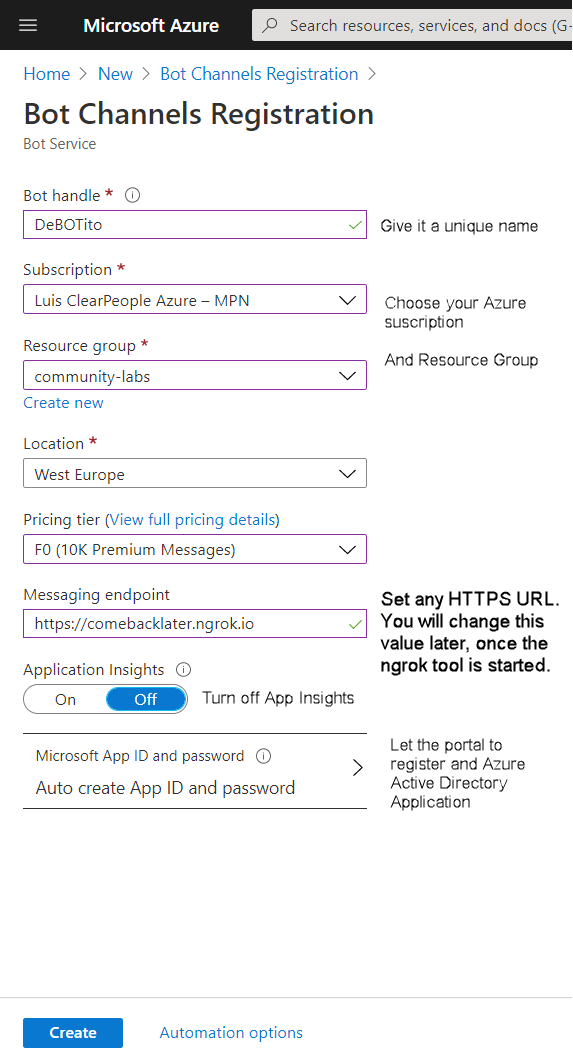 Microsoft Azure
Search resources, services, and docs (G-
Home > New > Bot Channels Registration >
Bot Channels Registration
Bot Service
Bot handle *
DeBOTito
Give it a unique name
Subscription *
Luis ClearPeople Azure – MPN
Choose your Azure
suscription
Resource group *
community-labs
And Resource Group
Create new
Location *
West Europe
Pricing tier (View full pricing details)
F0 (10K Premium Messages)
Messaging endpoint
https://comebacklater.ngrok.io
Set any HTTPS URL.
You will change this
value later, once the
ngrok tool is started.
Application Insights
On
Off
Turn off App Insights
Microsoft App ID and password
Auto create App ID and password
Let the portal to
register and Azure
Active Directory
Application
Create
Automation options